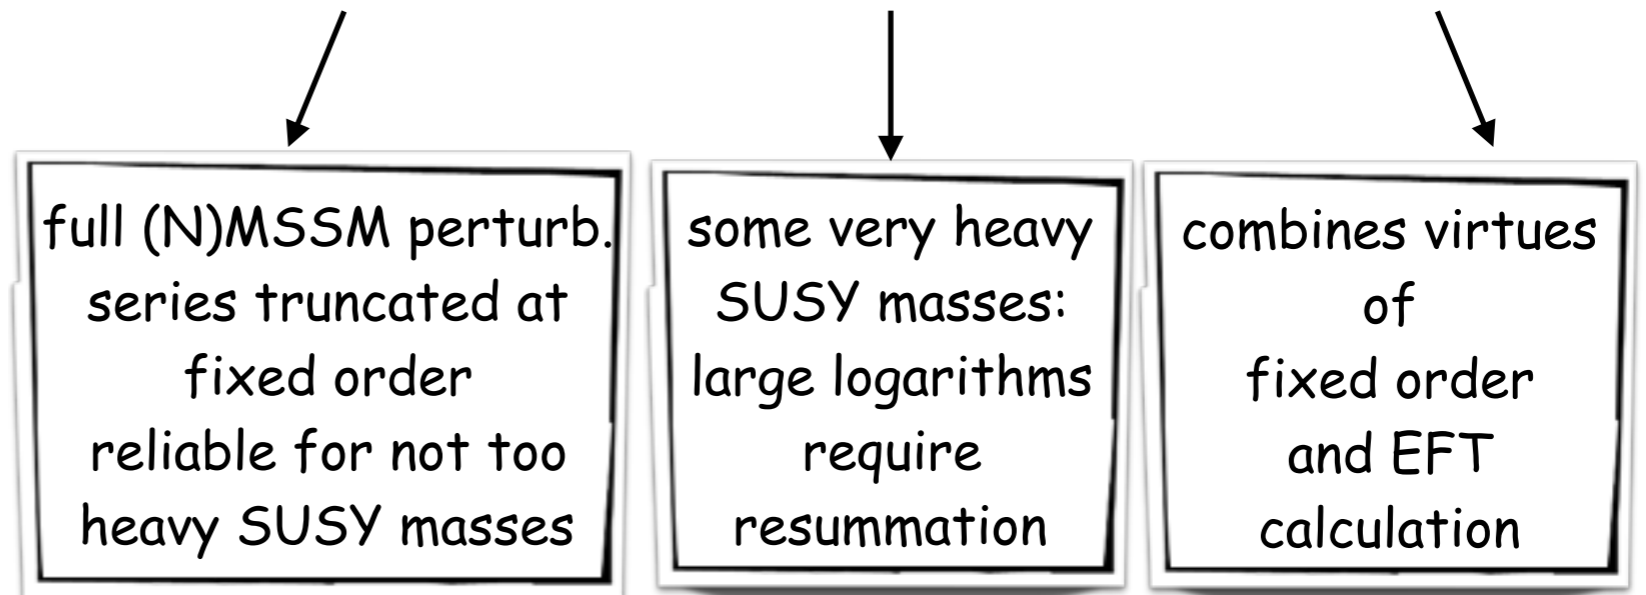 full (N)MSSM perturb.
series truncated at
fixed order
reliable for not too
heavy SUSY masses
some very heavy
SUSY masses:
large logarithms
require
resummation
combines virtues
of
fixed order
and EFT
calculation